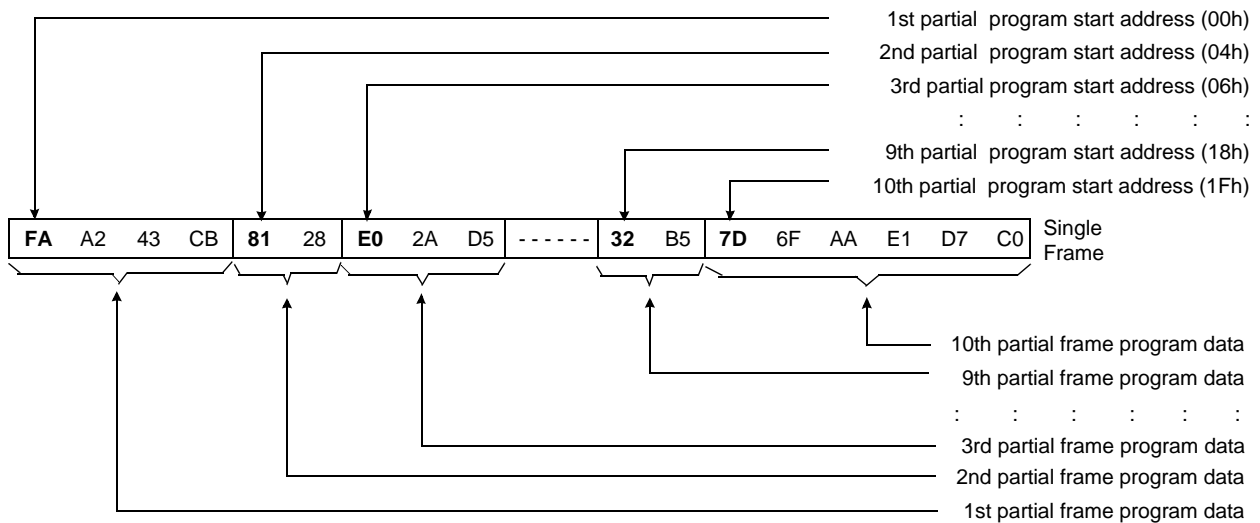 1st partial program start address (00h)
2nd partial program start address (04h)
3rd partial program start address (06h)
: : : : : :
9th partial program start address (18h)
10th partial program start address (1Fh)
FA A2 43 CB 81 28 E0 2A D5 - - - - - - 32 B5 7D 6F AA E1 D7 C0
Single
Frame
10th partial frame program data
9th partial frame program data
: : : : : :
3rd partial frame program data
2nd partial frame program data
1st partial frame program data